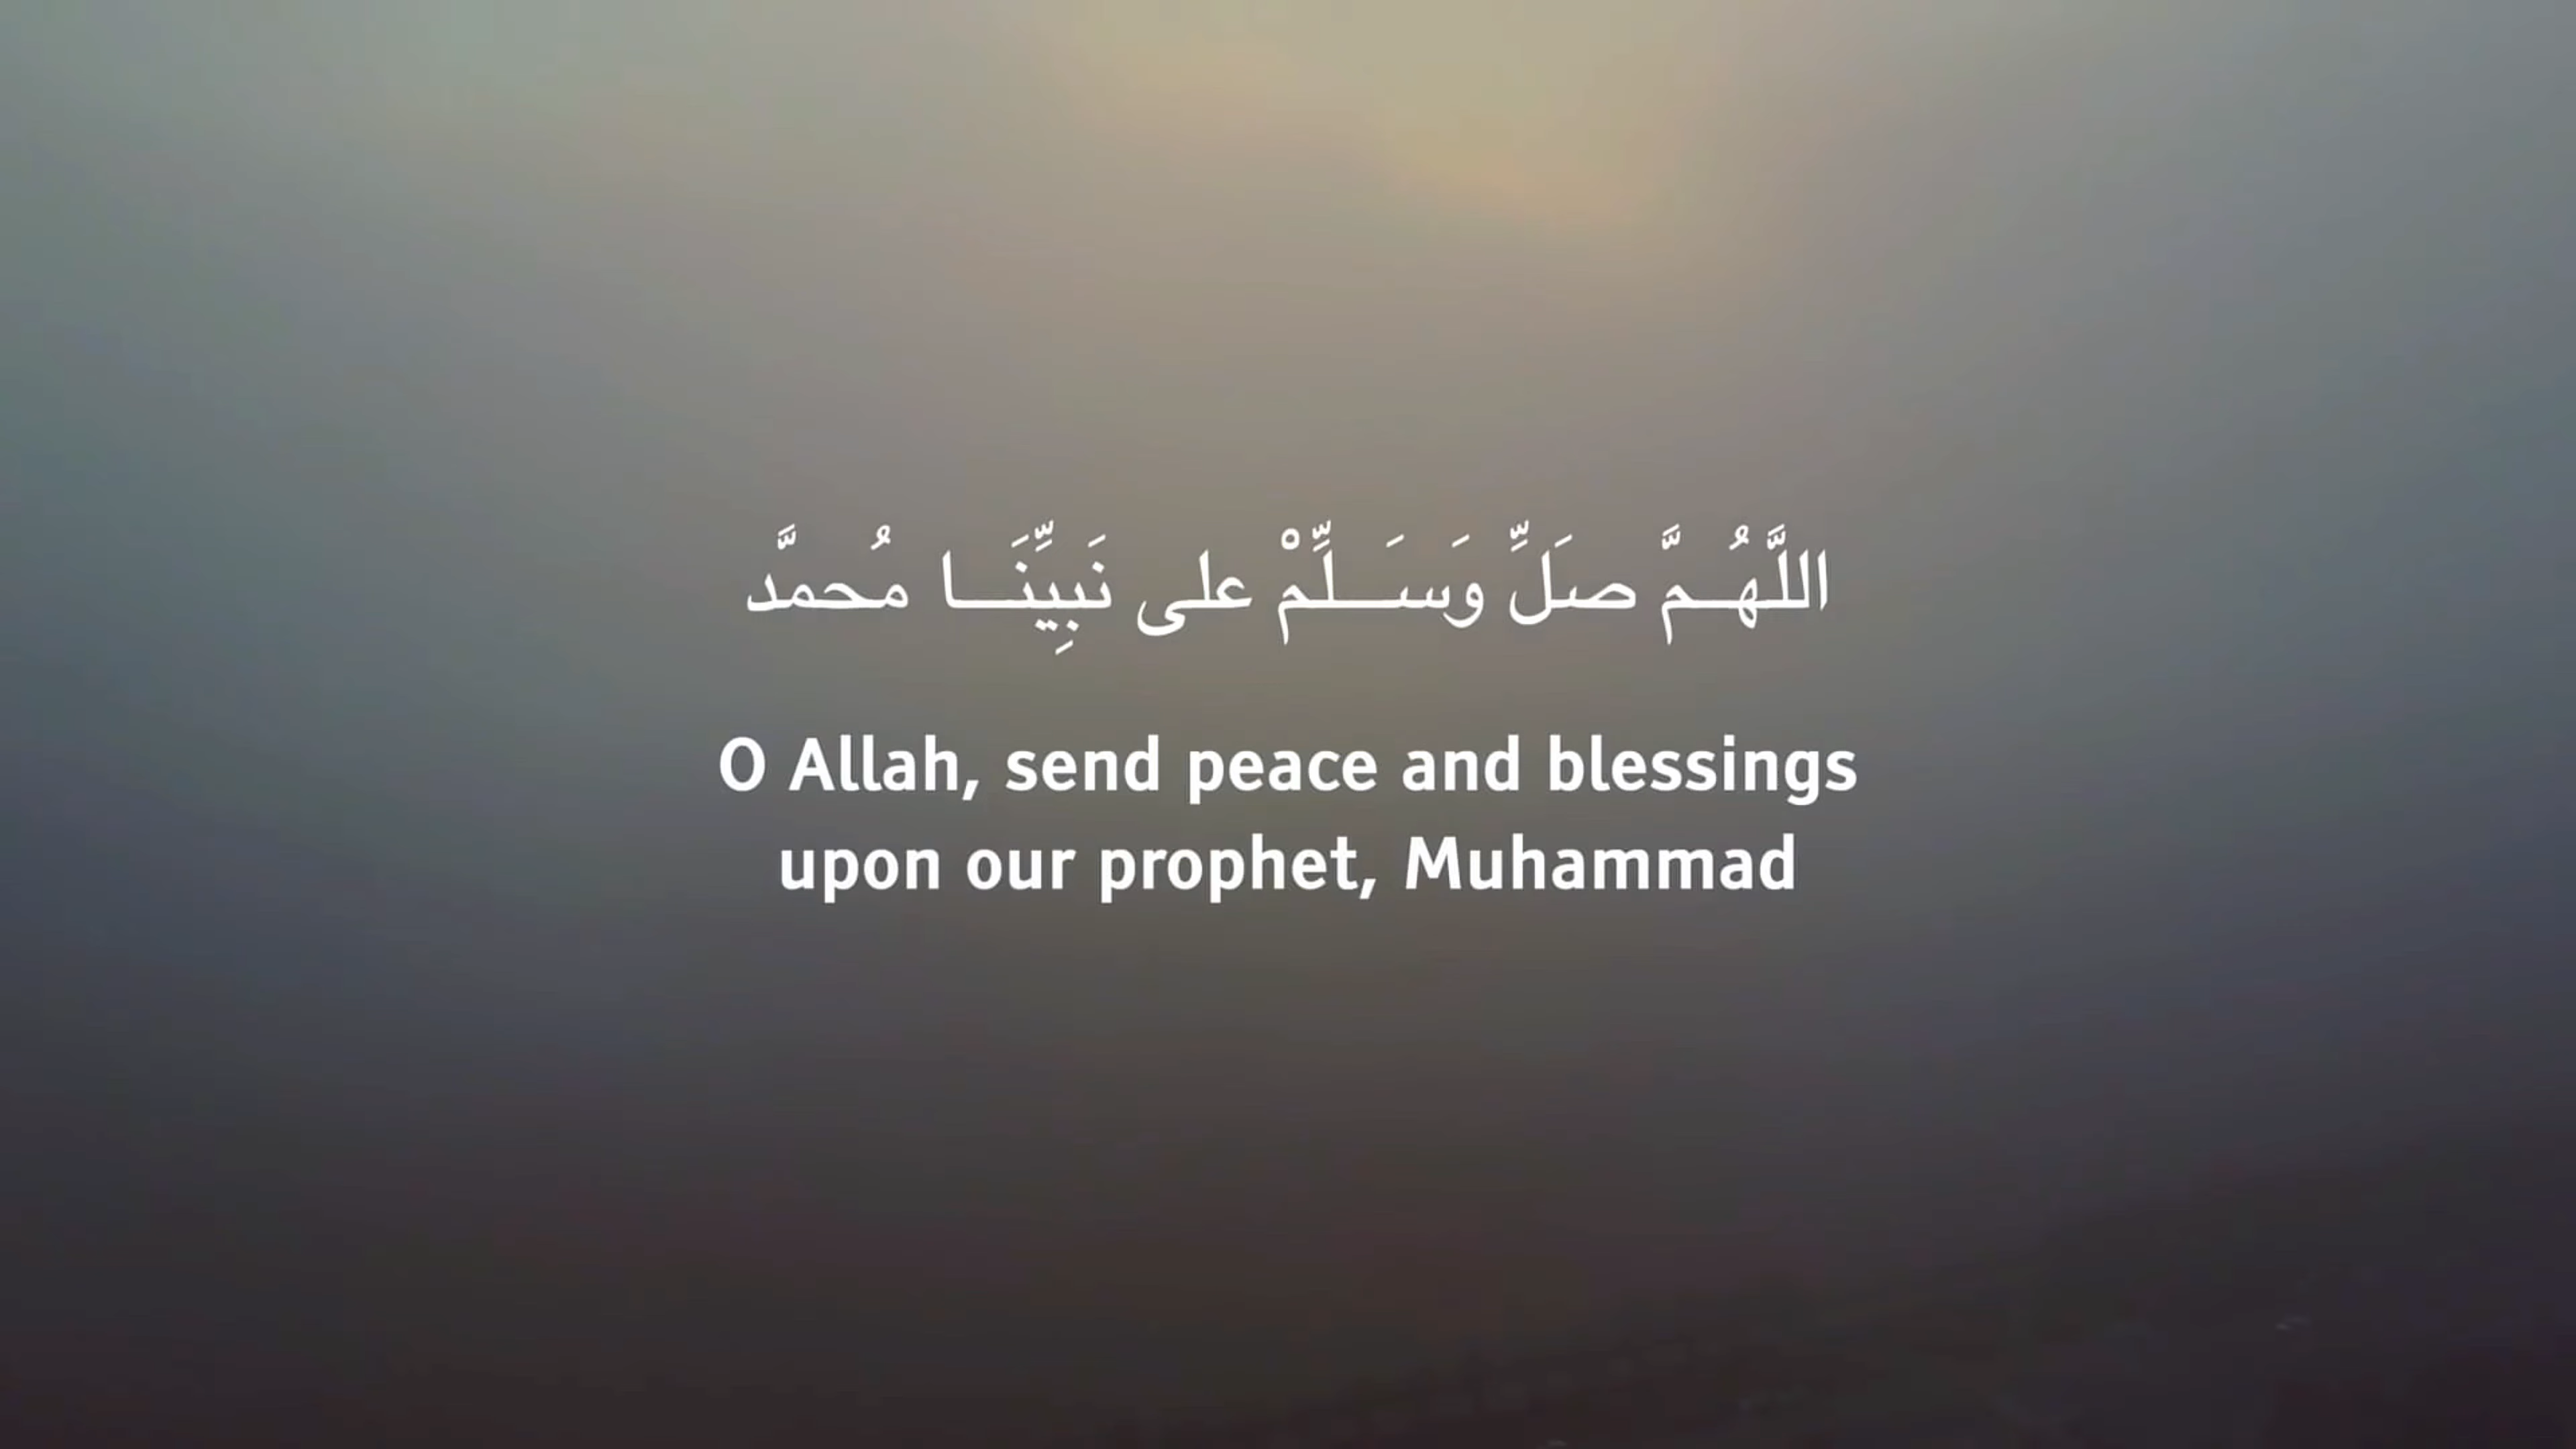 اللَّهُـمَّ صَلِّ وَسَـلِّمْ على نَبِيِّنَـا مُحمَّد
O Allah, send peace and blessings
upon our prophet, Muhammad